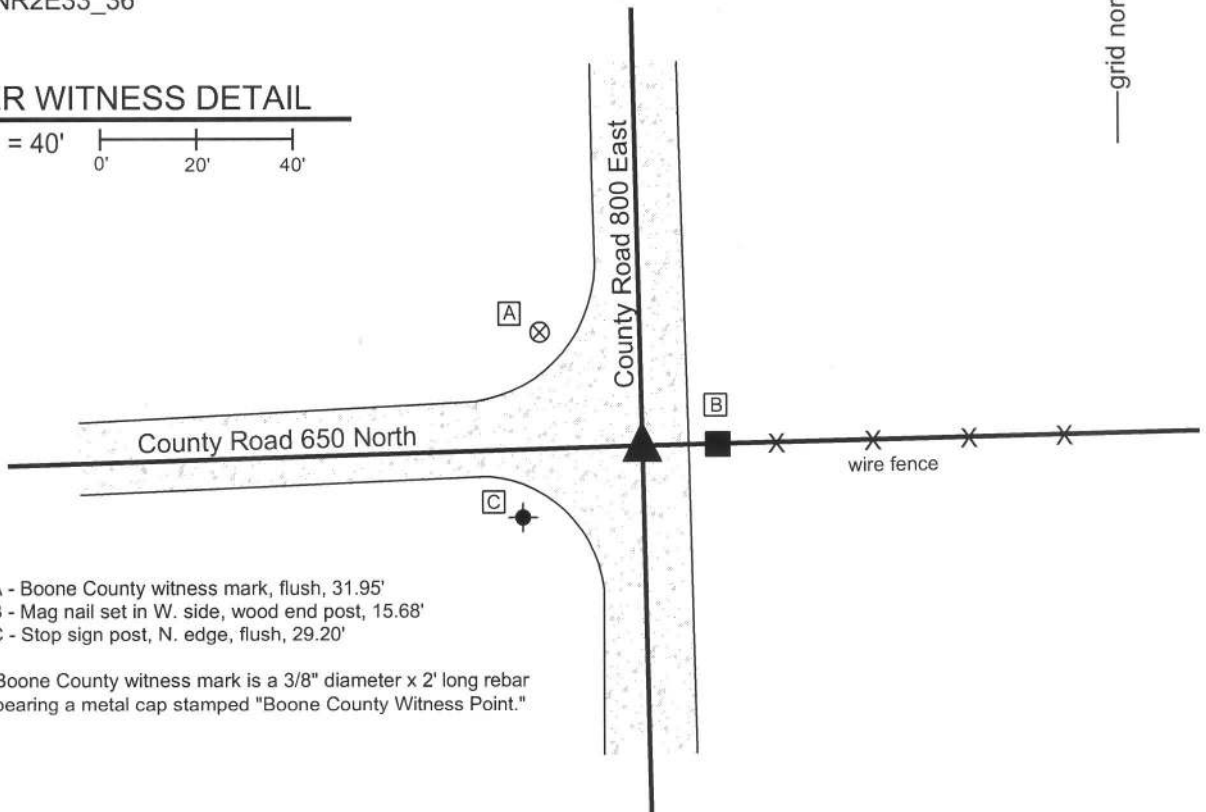 NR2E33_36
R WITNESS DETAIL
= 40'
0' 20' 40'
grid nor
County Road 800 East
A
B
County Road 650 North
wire fence
C
A - Boone County witness mark, flush, 31.95'
B - Mag nail set in W. side, wood end post, 15.68'
C - Stop sign post, N. edge, flush, 29.20'
Boone County witness mark is a 3/8" diameter x 2' long rebar
bearing a metal cap stamped "Boone County Witness Point."